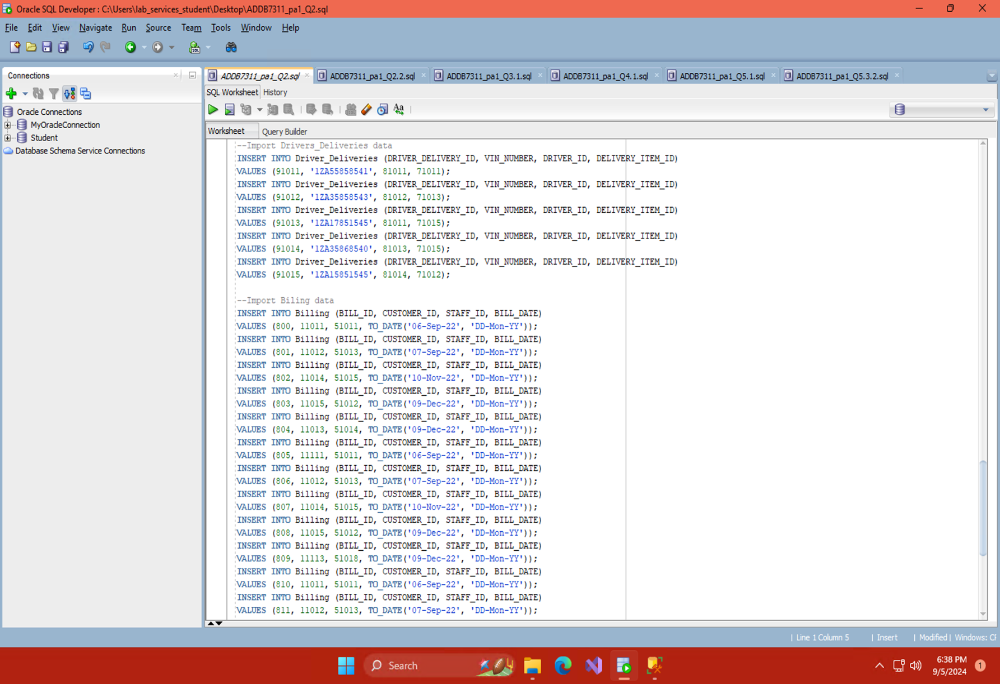 Oracle SQL Developer : C:\Users\lab_services_student\Desktop\ADDB7311_pa1_Q2.sql
File Edit View Navigate Run Source Team Tools Window Help
Connections
ADDB7311_pa1_Q2.sql ADDB7311_pa1_Q2.2.sql ADDB7311_pa1_Q3.1.sql ADDB7311_pa1_Q4.1.sql ADDB7311_pa1_Q5.1.sql ADDB7311_pa1_Q5.3.2.sql
SQL Worksheet History
Oracle Connections
MyOracleConnection
Student
Database Schema Service Connections
Worksheet Query Builder
--Import Drivers_Deliveries data
INSERT INTO Driver_Deliveries (DRIVER_DELIVERY_ID, VIN_NUMBER, DRIVER_ID, DELIVERY_ITEM_ID)
VALUES (91011, '1ZA55858541', 81011, 71011);
INSERT INTO Driver_Deliveries (DRIVER_DELIVERY_ID, VIN_NUMBER, DRIVER_ID, DELIVERY_ITEM_ID)
VALUES (91012, '1ZA35858543', 81012, 71013);
INSERT INTO Driver_Deliveries (DRIVER_DELIVERY_ID, VIN_NUMBER, DRIVER_ID, DELIVERY_ITEM_ID)
VALUES (91013, '1ZA17851545', 81011, 71015);
INSERT INTO Driver_Deliveries (DRIVER_DELIVERY_ID, VIN_NUMBER, DRIVER_ID, DELIVERY_ITEM_ID)
VALUES (91014, '1ZA35868540', 81013, 71015);
INSERT INTO Driver_Deliveries (DRIVER_DELIVERY_ID, VIN_NUMBER, DRIVER_ID, DELIVERY_ITEM_ID)
VALUES (91015, '1ZA15851545', 81014, 71012);
--Import Biling data
INSERT INTO Billing (BILL_ID, CUSTOMER_ID, STAFF_ID, BILL_DATE)
VALUES (800, 11011, 51011, TO_DATE('06-Sep-22', 'DD-Mon-YY'));
INSERT INTO Billing (BILL_ID, CUSTOMER_ID, STAFF_ID, BILL_DATE)
VALUES (801, 11012, 51013, TO_DATE('07-Sep-22', 'DD-Mon-YY'));
INSERT INTO Billing (BILL_ID, CUSTOMER_ID, STAFF_ID, BILL_DATE)
VALUES (802, 11014, 51015, TO_DATE('10-Nov-22', 'DD-Mon-YY'));
INSERT INTO Billing (BILL_ID, CUSTOMER_ID, STAFF_ID, BILL_DATE)
VALUES (803, 11015, 51012, TO_DATE('09-Dec-22', 'DD-Mon-YY'));
INSERT INTO Billing (BILL_ID, CUSTOMER_ID, STAFF_ID, BILL_DATE)
VALUES (804, 11013, 51014, TO_DATE('09-Dec-22', 'DD-Mon-YY'));
INSERT INTO Billing (BILL_ID, CUSTOMER_ID, STAFF_ID, BILL_DATE)
VALUES (805, 11111, 51011, TO_DATE('06-Sep-22', 'DD-Mon-YY'));
INSERT INTO Billing (BILL_ID, CUSTOMER_ID, STAFF_ID, BILL_DATE)
VALUES (806, 11012, 51013, TO_DATE('07-Sep-22', 'DD-Mon-YY'));
INSERT INTO Billing (BILL_ID, CUSTOMER_ID, STAFF_ID, BILL_DATE)
VALUES (807, 11014, 51015, TO_DATE('10-Nov-22', 'DD-Mon-YY'));
INSERT INTO Billing (BILL_ID, CUSTOMER_ID, STAFF_ID, BILL_DATE)
VALUES (808, 11015, 51012, TO_DATE('09-Dec-22', 'DD-Mon-YY'));
INSERT INTO Billing (BILL_ID, CUSTOMER_ID, STAFF_ID, BILL_DATE)
VALUES (809, 11113, 51018, TO_DATE('09-Dec-22', 'DD-Mon-YY'));
INSERT INTO Billing (BILL_ID, CUSTOMER_ID, STAFF_ID, BILL_DATE)
VALUES (810, 11011, 51011, TO_DATE('06-Sep-22', 'DD-Mon-YY'));
INSERT INTO Billing (BILL_ID, CUSTOMER_ID, STAFF_ID, BILL_DATE)
VALUES (811, 11012, 51013, TO_DATE('07-Sep-22', 'DD-Mon-YY'));
| Line 1 Column 5 | Insert | Modified | Windows: CF
Search
6:38 PM
9/5/2024
1